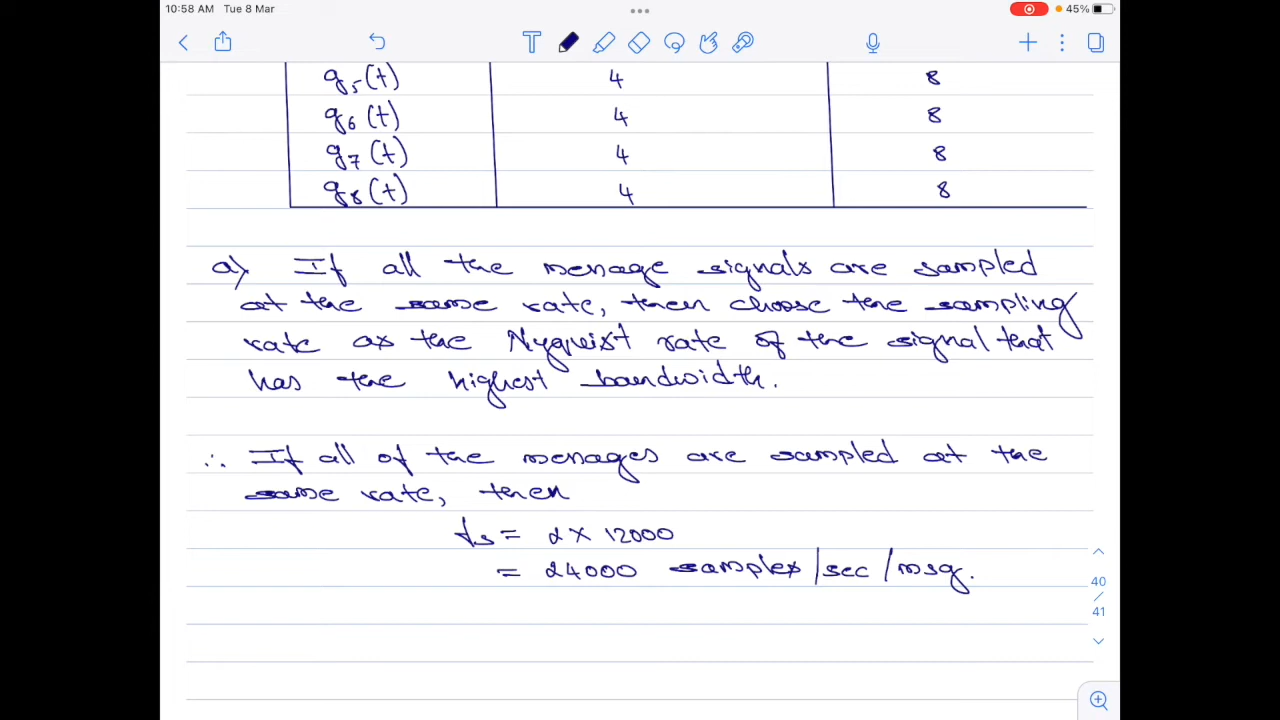 10:58 AM Tue 8 Mar
45%
g5(t) 4 8
g6(t) 4 8
g7(t) 4 8
g8(t) 4 8
a) If all the message signals are sampled
at the same rate, then choose the sampling
rate as the Nyquist rate of the signal that
has the highest bandwidth.
∴ If all of the messages are sampled at the
same rate, then
fs = 2 × 12000
= 24000 samples/sec/msg.
40
/
41